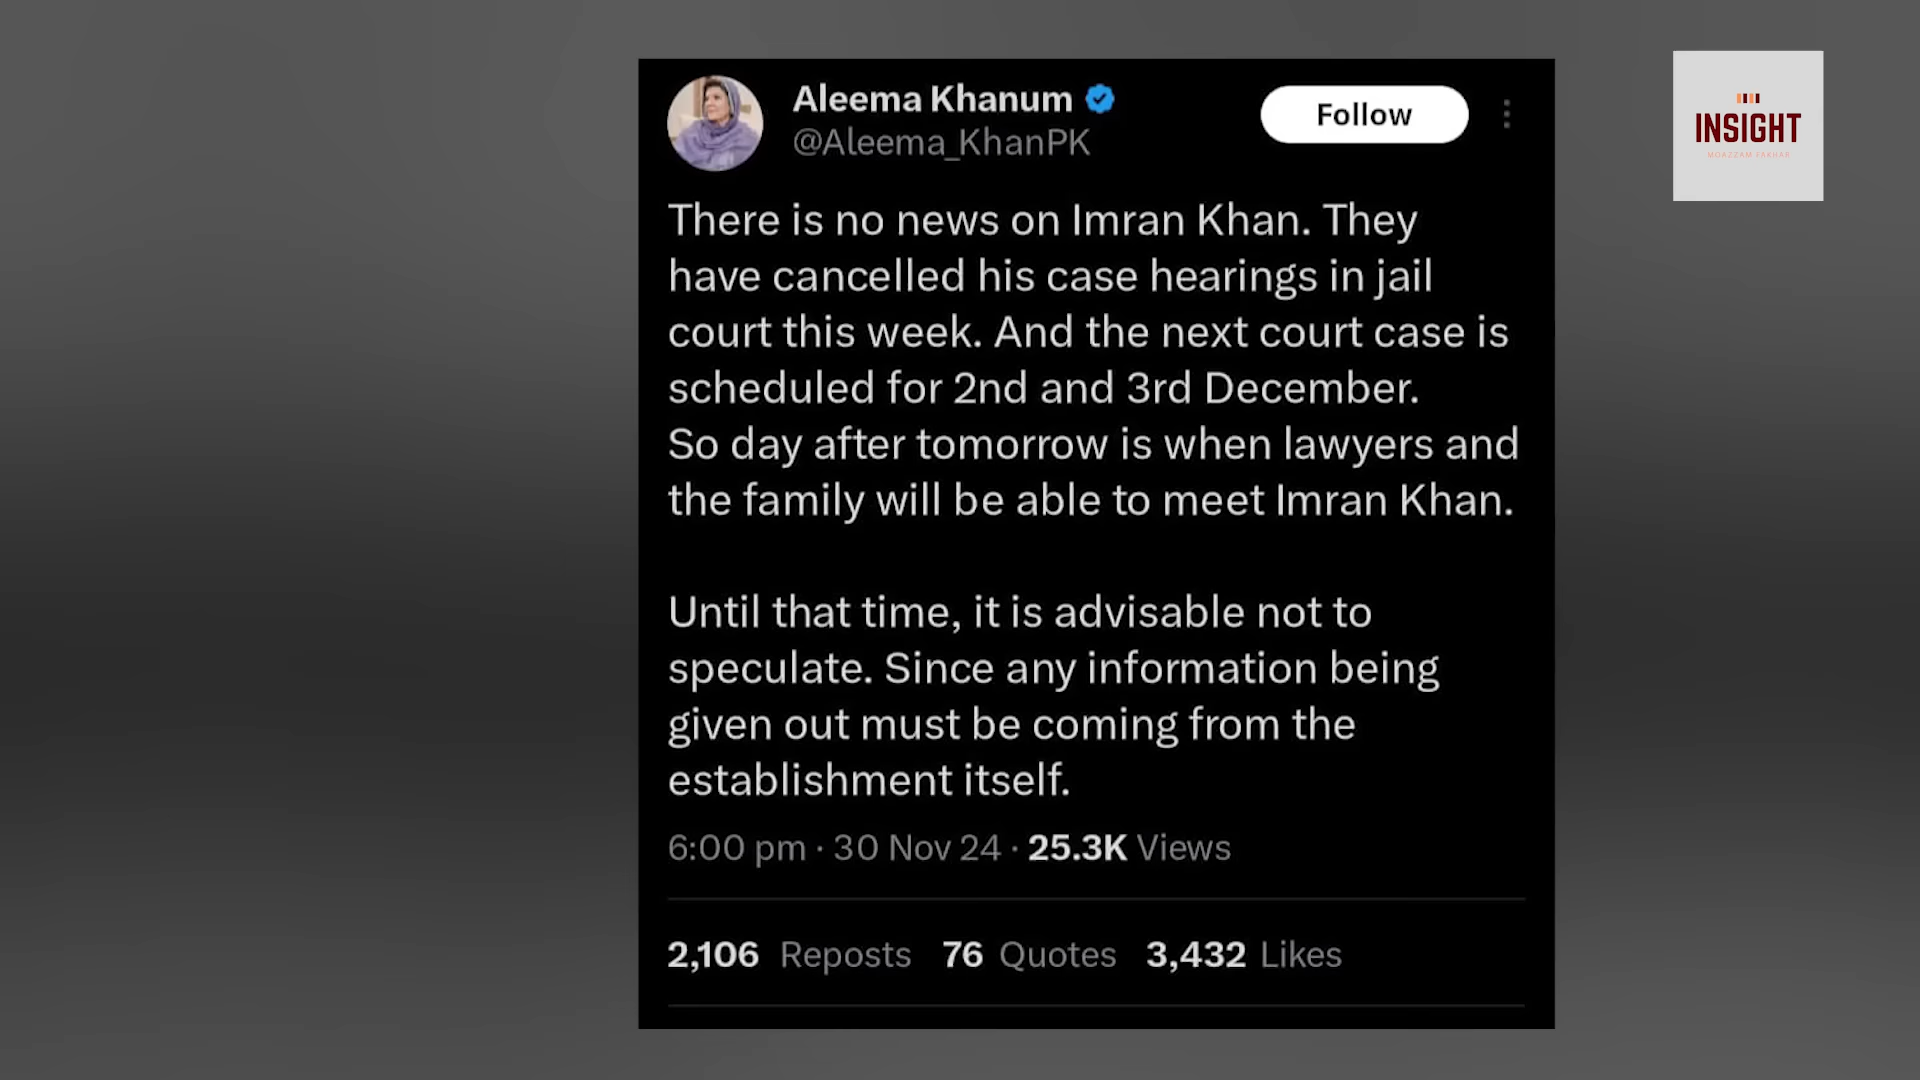 Aleema Khanum
@Aleema_KhanPK
Follow
INSIGHT
MOAZZAM FAKHAR
There is no news on Imran Khan. They
have cancelled his case hearings in jail
court this week. And the next court case is
scheduled for 2nd and 3rd December.
So day after tomorrow is when lawyers and
the family will be able to meet Imran Khan.
Until that time, it is advisable not to
speculate. Since any information being
given out must be coming from the
establishment itself.
6:00 pm · 30 Nov 24 · 25.3K Views
2,106 Reposts 76 Quotes 3,432 Likes